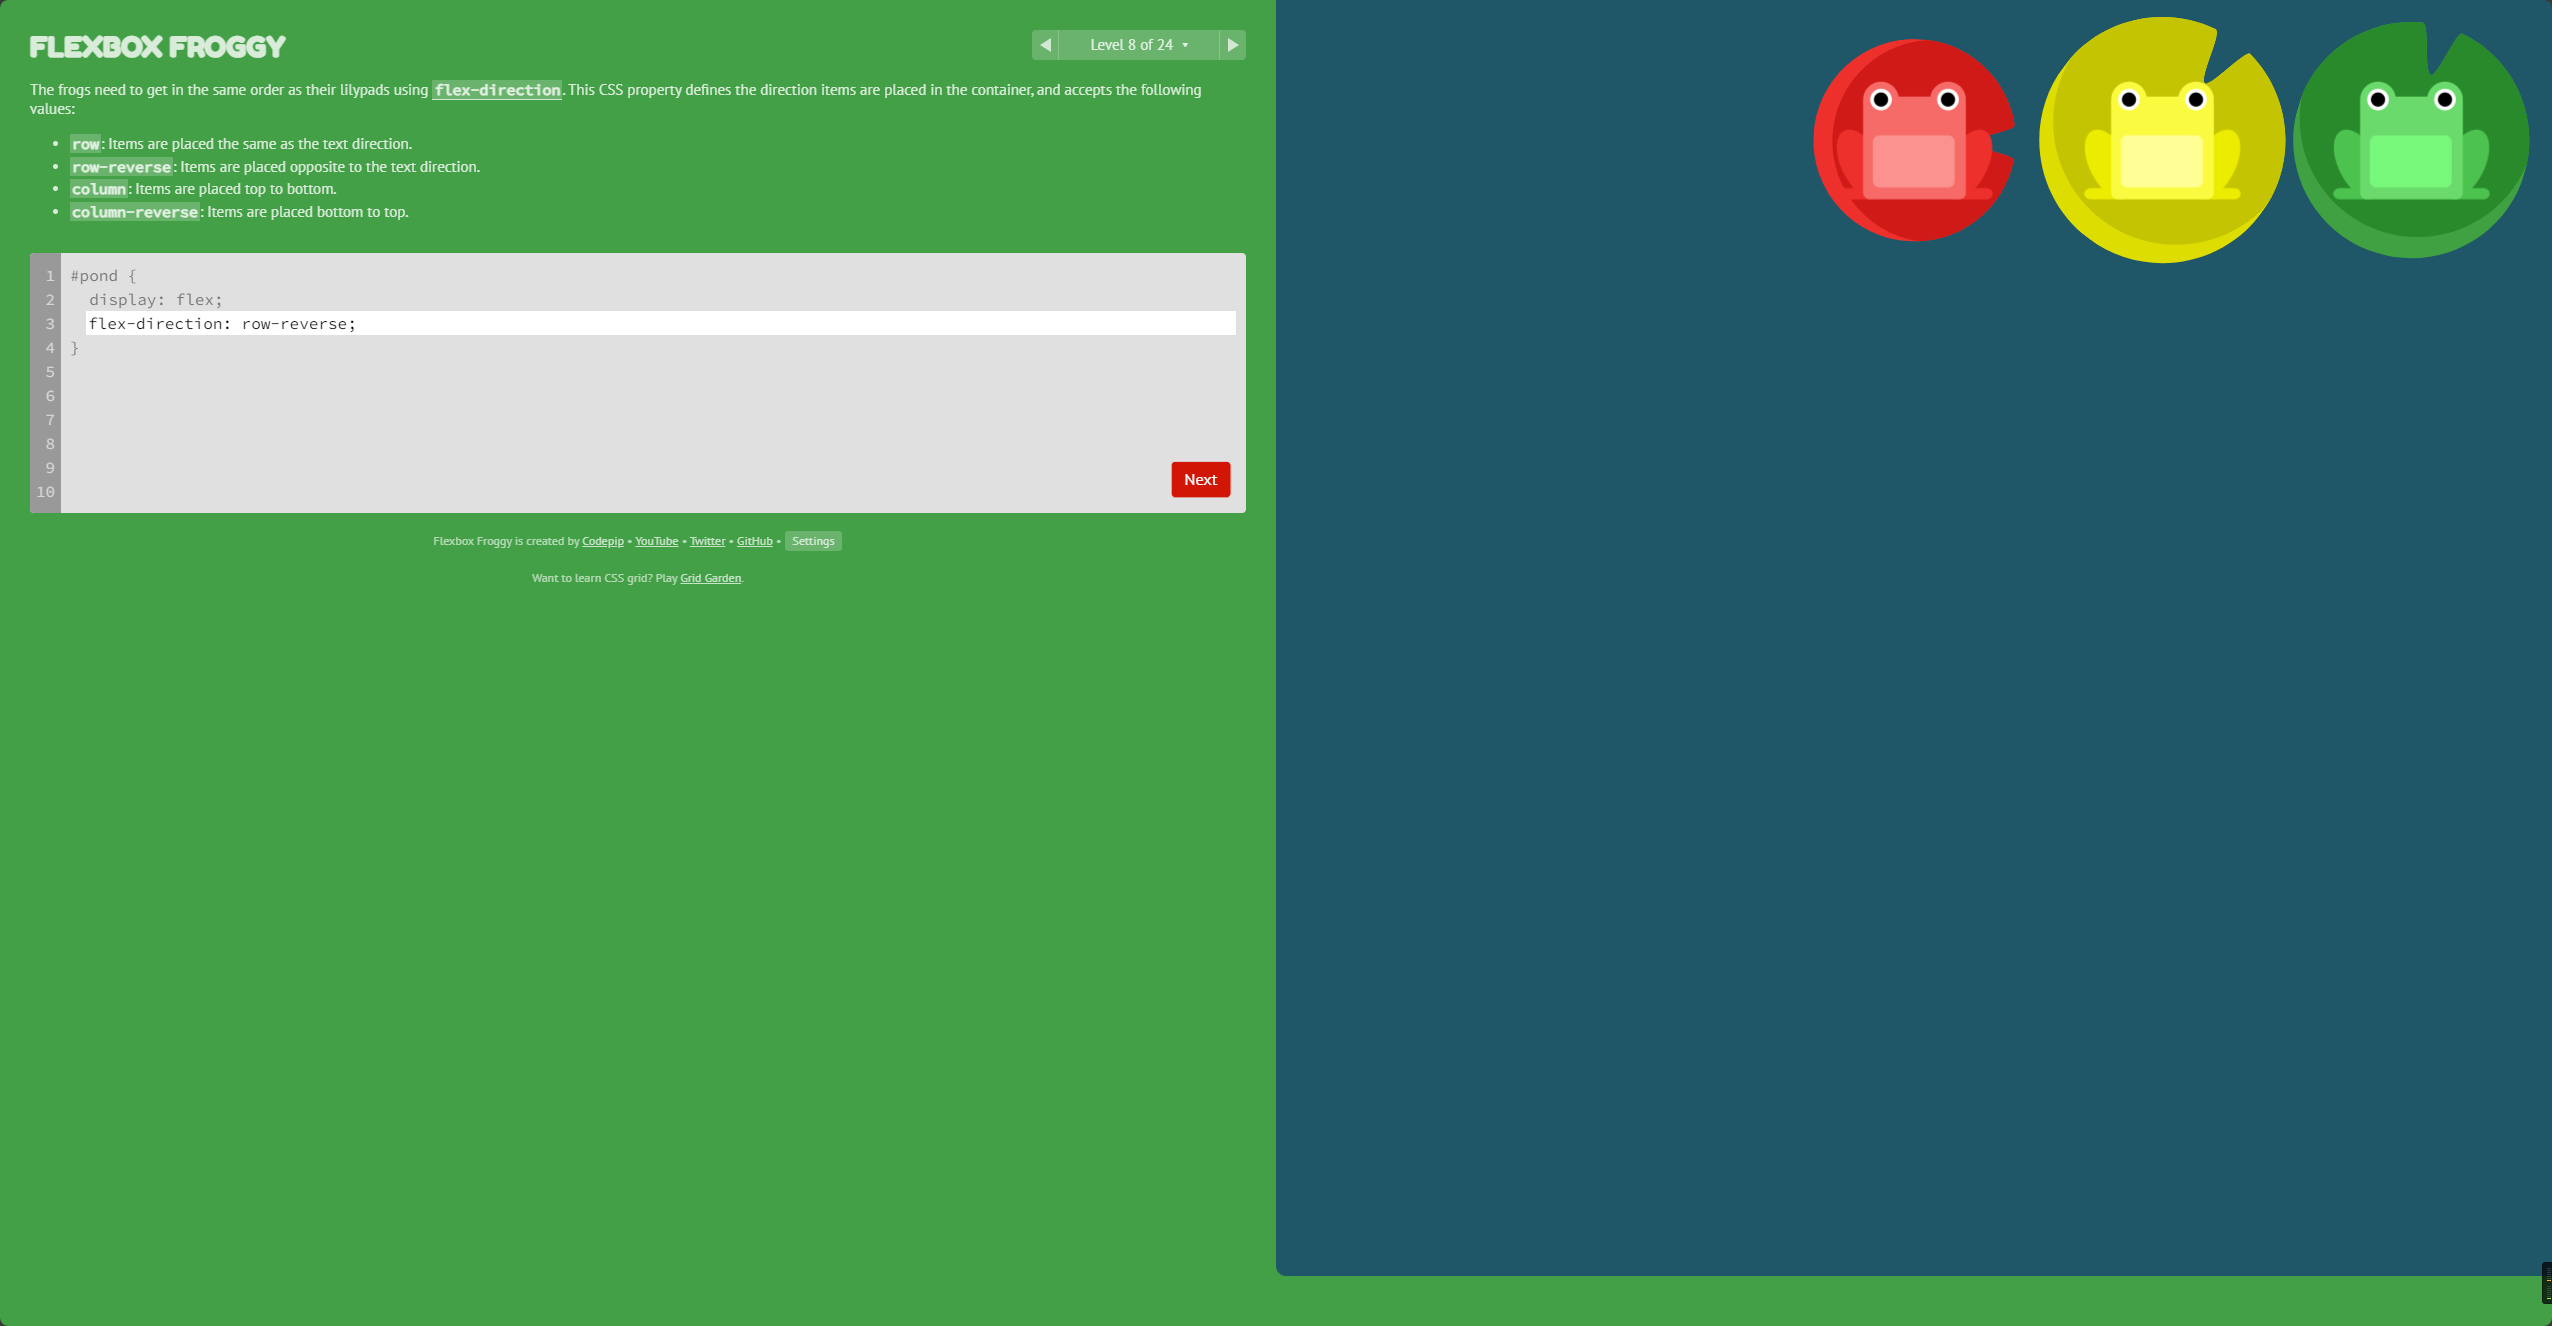 FLEXBOX FROGGY
Level 8 of 24
The frogs need to get in the same order as their lilypads using flex-direction. This CSS property defines the direction items are placed in the container, and accepts the following
values:
• row: Items are placed the same as the text direction.
• row-reverse: Items are placed opposite to the text direction.
• column: Items are placed top to bottom.
• column-reverse: Items are placed bottom to top.
1 #pond {
2 display: flex;
3 flex-direction: row-reverse;
4 }
5
6
7
8
9
10
Next
Flexbox Froggy is created by Codepip • YouTube • Twitter • GitHub • Settings
Want to learn CSS grid? Play Grid Garden.